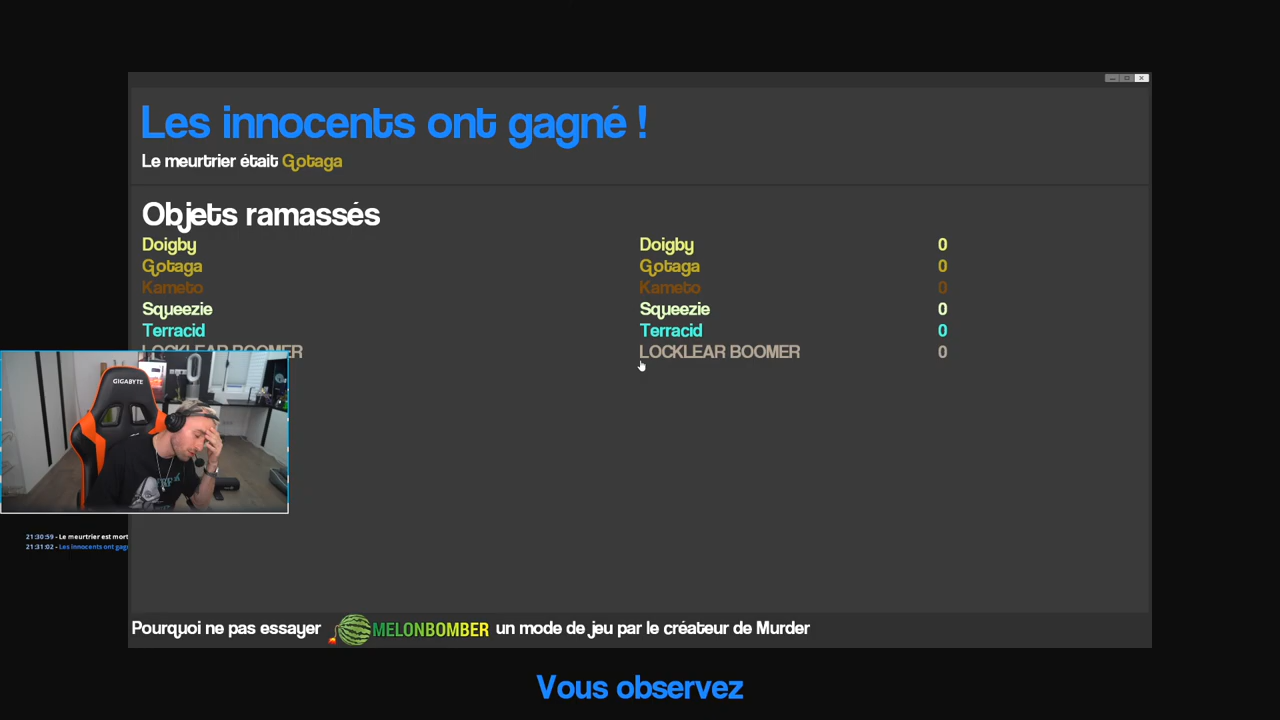 Les innocents ont gagné !
Le meurtrier était Gotaga
Objets ramassés
Doigby Doigby 0
Gotaga Gotaga 0
Kameto Kameto 0
Squeezie Squeezie 0
Terracid Terracid 0
LOCKLEAR BOOMER LOCKLEAR BOOMER 0
GIGABYTE
21:30:59 - Le meurtrier est mort
21:31:02 - Les innocents ont gag
Pourquoi ne pas essayer MELONBOMBER un mode de jeu par le créateur de Murder
Vous observez